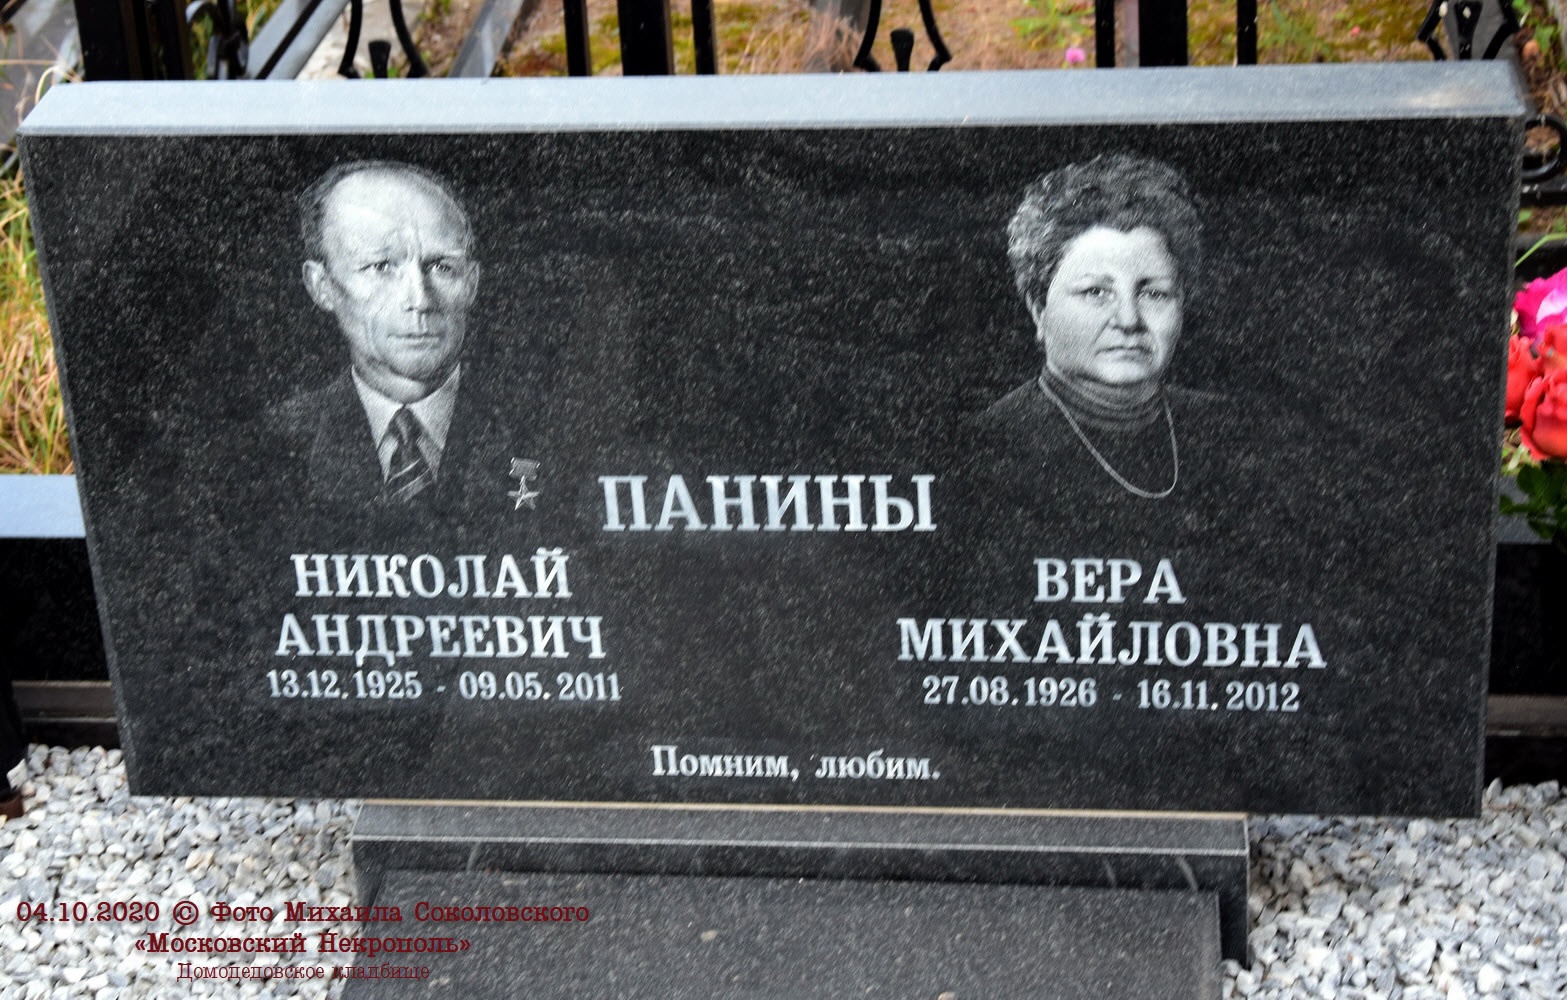 ПАНИНЫ
НИКОЛАЙ
АНДРЕЕВИЧ
13.12.1925 - 09.05.2011
ВЕРА
МИХАЙЛОВНА
27.08.1926 - 16.11.2012
Помним, любим.
04.10.2020 © Фото Михаила Соколовского
«Московский Некрополь»
Домодедовское кладбище